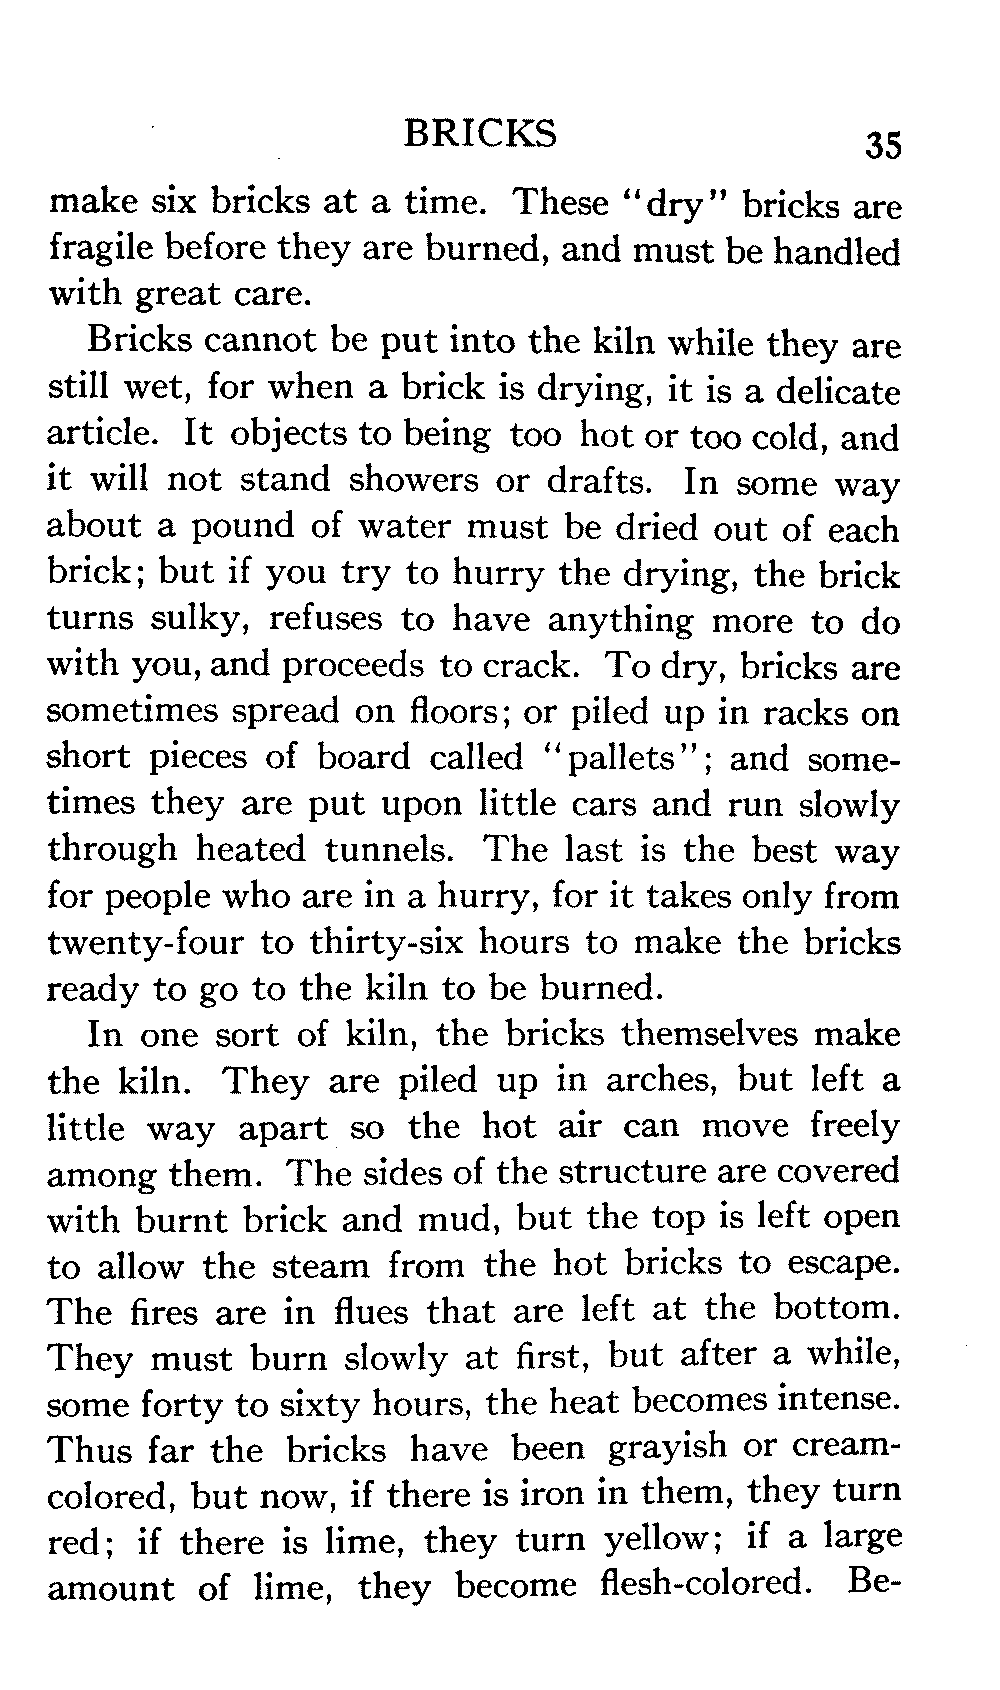 BRICKS 35
make six bricks at a time. These "dry" bricks are
fragile before they are burned, and must be handled
with great care.
Bricks cannot be put into the kiln while they are
still wet, for when a brick is drying, it is a delicate
article. It objects to being too hot or too cold, and
it will not stand showers or drafts. In some way
about a pound of water must be dried out of each
brick; but if you try to hurry the drying, the brick
turns sulky, refuses to have anything more to do
with you, and proceeds to crack. To dry, bricks are
sometimes spread on floors; or piled up in racks on
short pieces of board called "pallets"; and some-
times they are put upon little cars and run slowly
through heated tunnels. The last is the best way
for people who are in a hurry, for it takes only from
twenty-four to thirty-six hours to make the bricks
ready to go to the kiln to be burned.
In one sort of kiln, the bricks themselves make
the kiln. They are piled up in arches, but left a
little way apart so the hot air can move freely
among them. The sides of the structure are covered
with burnt brick and mud, but the top is left open
to allow the steam from the hot bricks to escape.
The fires are in flues that are left at the bottom.
They must burn slowly at first, but after a while,
some forty to sixty hours, the heat becomes intense.
Thus far the bricks have been grayish or cream-
colored, but now, if there is iron in them, they turn
red; if there is lime, they turn yellow; if a large
amount of lime, they become flesh-colored. Be-